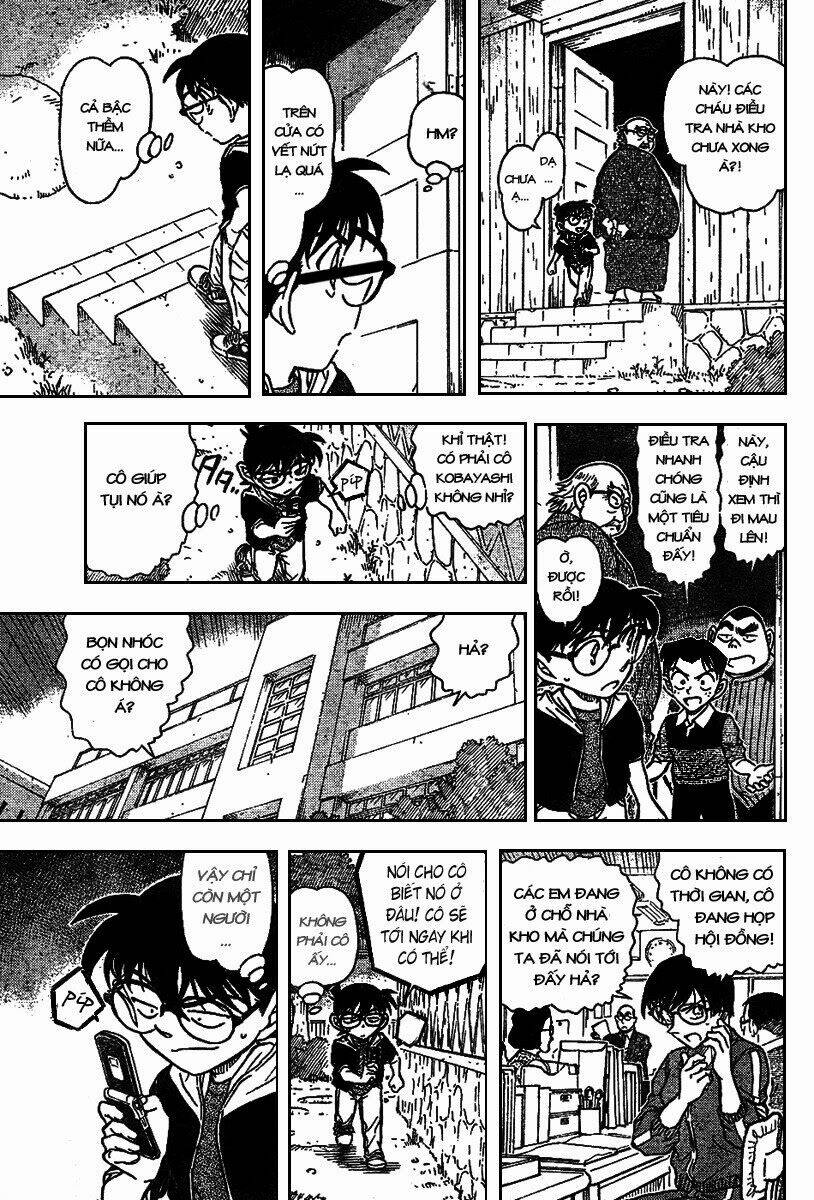 NÀY! CÁC
CHÁU ĐIỀU
TRA NHÀ KHO
CHƯA XONG
À?!
DẠ ...
CHƯA
Ạ...
HM?
TRÊN
CỬA CÓ
VẾT NỨT
LẠ QUÁ
...
CẢ BẬC
THỀM
NỮA...
NÀY,
CẬU
ĐỊNH
XEM THÌ
ĐI MAU
LÊN!
ĐIỀU TRA
NHANH
CHÓNG
CŨNG LÀ
MỘT TIÊU
CHUẨN
ĐẤY!
Ờ,
ĐƯỢC
RỒI!
KHỈ THẬT!
CÓ PHẢI CÔ
KOBAYASHI
KHÔNG NHỈ?
PÍP
CÔ GIÚP
TỤI NÓ À?
HẢ?
BỌN NHÓC
CÓ GỌI CHO
CÔ KHÔNG
Á?
CÔ KHÔNG CÓ
THỜI GIAN, CÔ
ĐANG HỌP
HỘI ĐỒNG!
CÁC EM ĐANG
Ở CHỖ NHÀ
KHO MÀ CHÚNG
TA ĐÃ NÓI TỚI
ĐẤY HẢ?
NÓI CHO CÔ
BIẾT NÓ Ở
ĐÂU! CÔ SẼ
TỚI NGAY KHI
CÓ THỂ!
KHÔNG
PHẢI CÔ
ẤY...
VẬY CHỈ
CÒN MỘT
NGƯỜI
...
PÍP